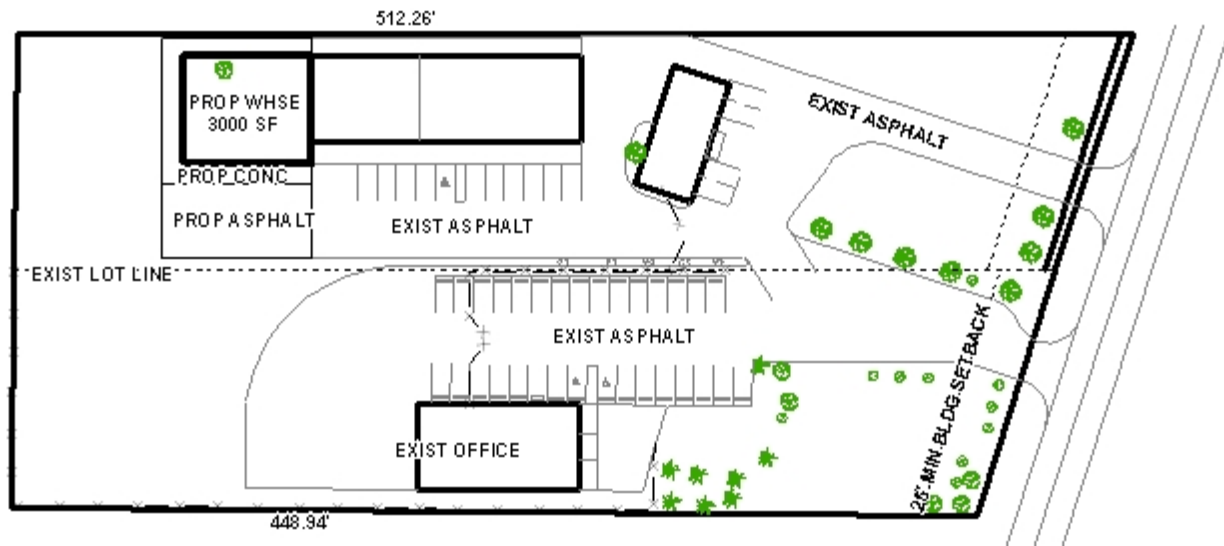 512.26'
PROP WHSE
3000 SF
EXIST ASPHALT
PROP CONC
PROP ASPHALT
EXIST ASPHALT
EXIST LOT LINE
EXIST ASPHALT
25' MIN. BLDG. SETBACK
EXIST OFFICE
448.94'